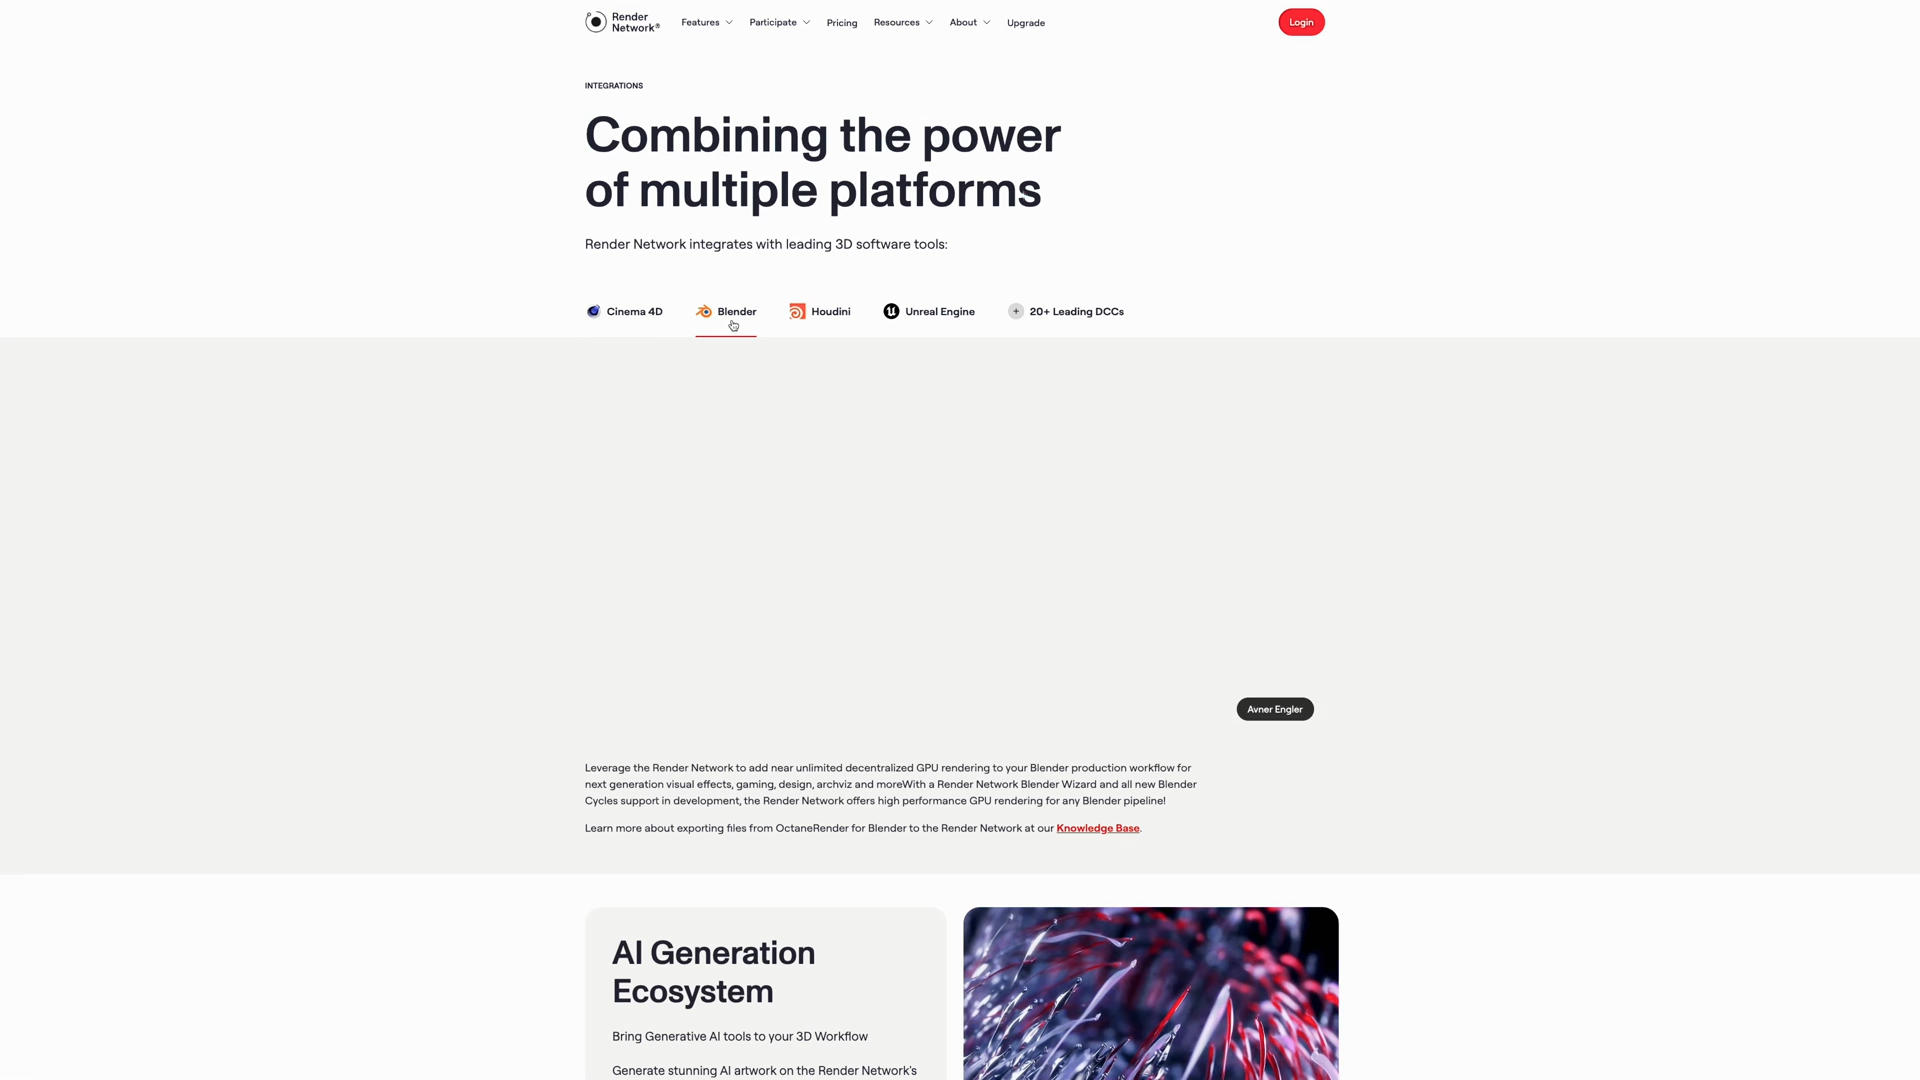 Render
Network®
Features
Participate
Pricing
Resources
About
Upgrade
Login
INTEGRATIONS
Combining the power
of multiple platforms
Render Network integrates with leading 3D software tools:
Cinema 4D
Blender
Houdini
Unreal Engine
20+ Leading DCCs
Avner Engler
Leverage the Render Network to add near unlimited decentralized GPU rendering to your Blender production workflow for
next generation visual effects, gaming, design, archviz and moreWith a Render Network Blender Wizard and all new Blender
Cycles support in development, the Render Network offers high performance GPU rendering for any Blender pipeline!
Learn more about exporting files from OctaneRender for Blender to the Render Network at our Knowledge Base.
AI Generation
Ecosystem
Bring Generative AI tools to your 3D Workflow
Generate stunning AI artwork on the Render Network's